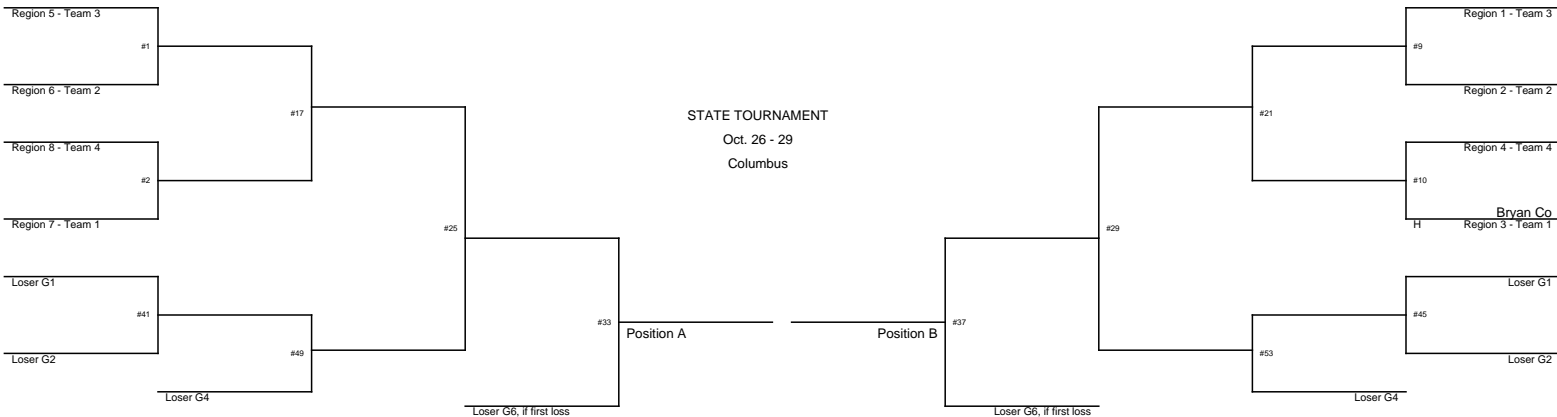 Region 5 - Team 3
#1
Region 6 - Team 2
#17
Region 8 - Team 4
#2
Region 7 - Team 1
#25
Loser G1
#41
Loser G2
#49
Loser G4
#33
Position A
Loser G6, if first loss
STATE TOURNAMENT
Oct. 26 - 29
Columbus
Region 1 - Team 3
#9
Region 2 - Team 2
#21
Region 4 - Team 4
#10
Bryan Co
H Region 3 - Team 1
#29
Loser G1
#45
Loser G2
#53
Loser G4
Position B
#37
Loser G6, if first loss